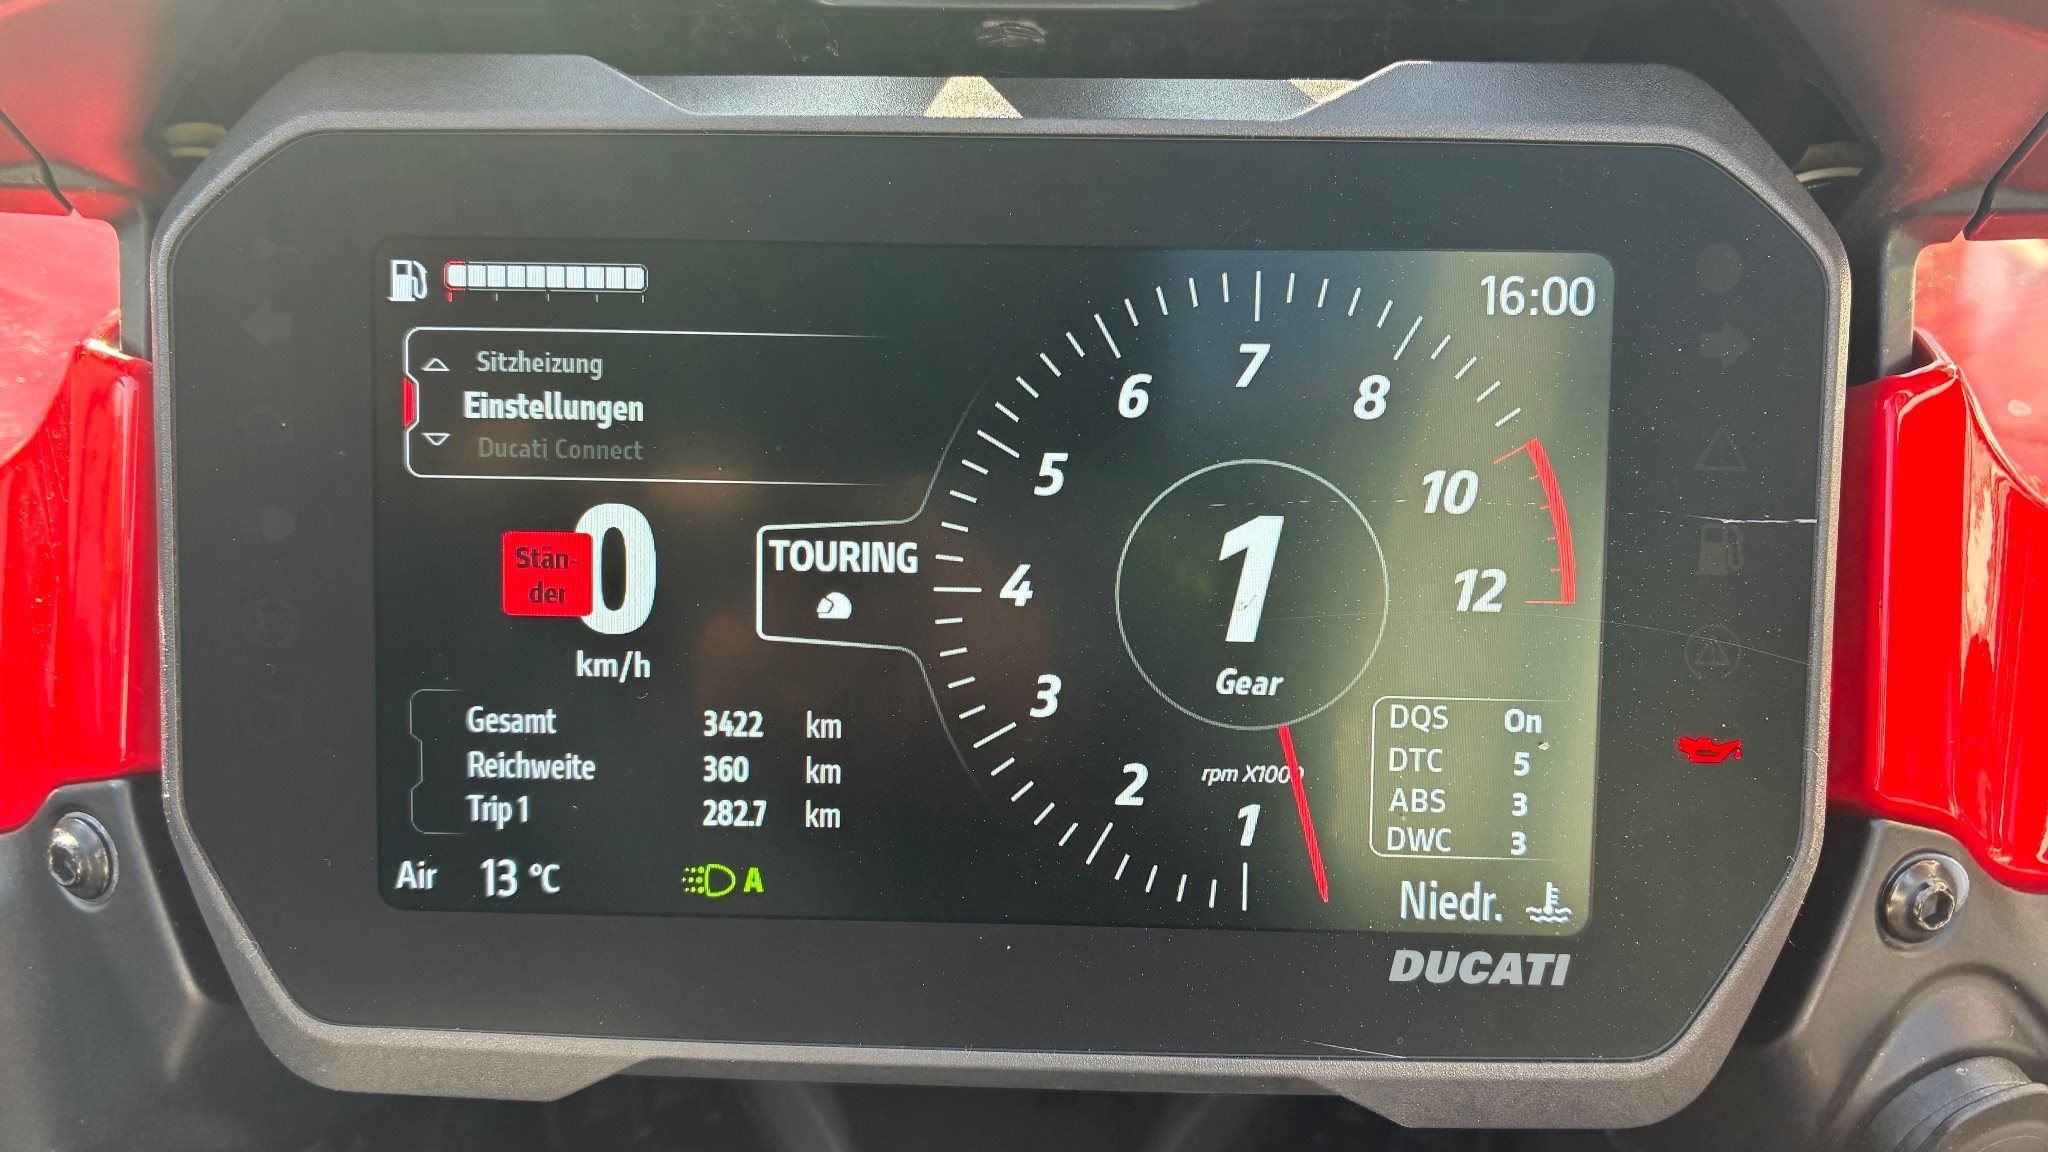 16:00
Sitzheizung
Einstellungen
Ducati Connect
Stän-
der
0
km/h
TOURING
Gesamt 3422 km
Reichweite 360 km
Trip 1 282.7 km
Air 13 °C
A
1
2
3
4
5
6
7
8
10
12
rpm X1000
1
Gear
DQS On
DTC 5
ABS 3
DWC 3
Niedr.
DUCATI